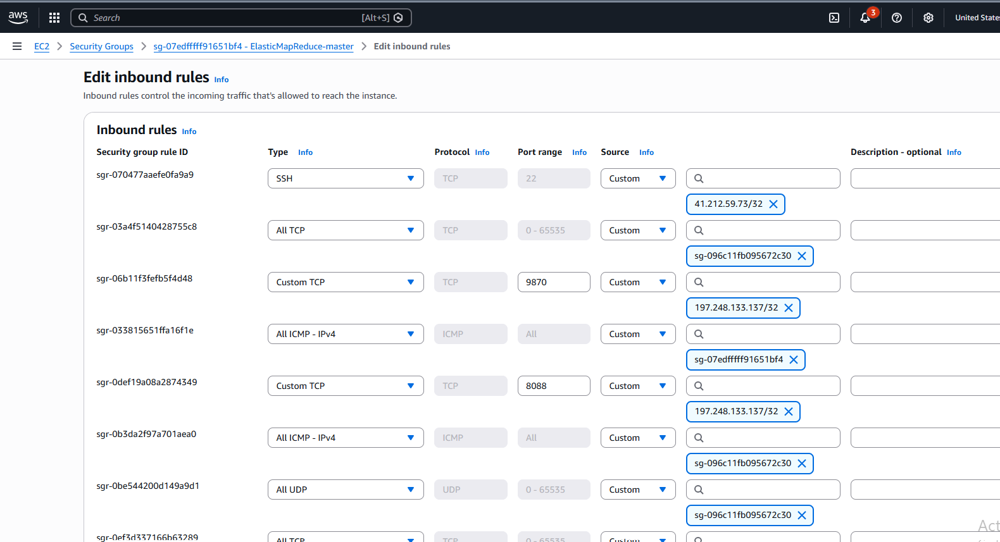 aws Search [Alt+S] 3 United States
EC2 Security Groups sg-07edfffff91651bf4 - ElasticMapReduce-master Edit inbound rules
Edit inbound rules Info
Inbound rules control the incoming traffic that's allowed to reach the instance.
Inbound rules Info
Security group rule ID Type Info Protocol Info Port range Info Source Info Description - optional Info
sgr-070477aaefe0fa9a9 SSH TCP 22 Custom
41.212.59.73/32
sgr-03a4f5140428755c8 All TCP TCP 0 - 65535 Custom
sg-096c11fb095672c30
sgr-06b11f3fefb5f4d48 Custom TCP TCP 9870 Custom
197.248.133.137/32
sgr-033815651ffa16f1e All ICMP - IPv4 ICMP All Custom
sg-07edfffff91651bf4
sgr-0def19a08a2874349 Custom TCP TCP 8088 Custom
197.248.133.137/32
sgr-0b3da2f97a701aea0 All ICMP - IPv4 ICMP All Custom
sg-096c11fb095672c30
sgr-0be544200d149a9d1 All UDP UDP 0 - 65535 Custom
sg-096c11fb095672c30
Act
sgr-0ef3d337166b63289 All TCP TCP 0 - 65535 Custom